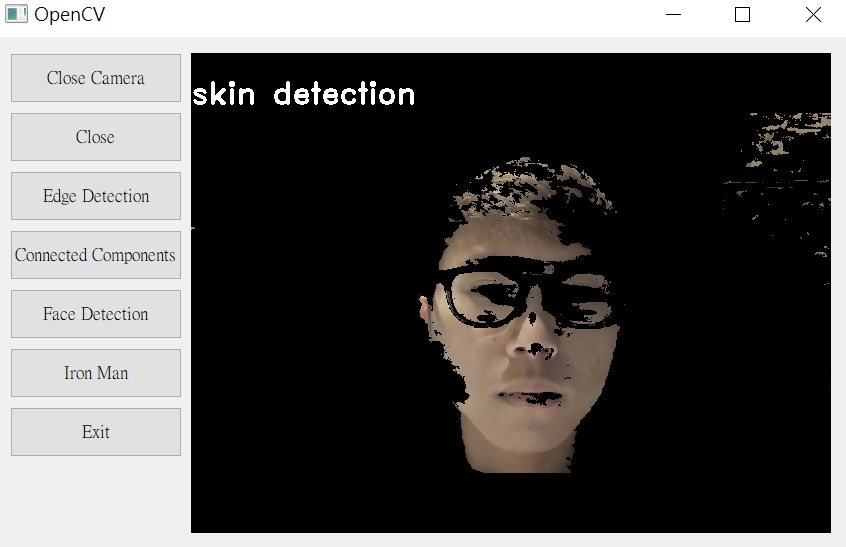 OpenCV
Close Camera
Close
Edge Detection
Connected Components
Face Detection
Iron Man
Exit
skin detection